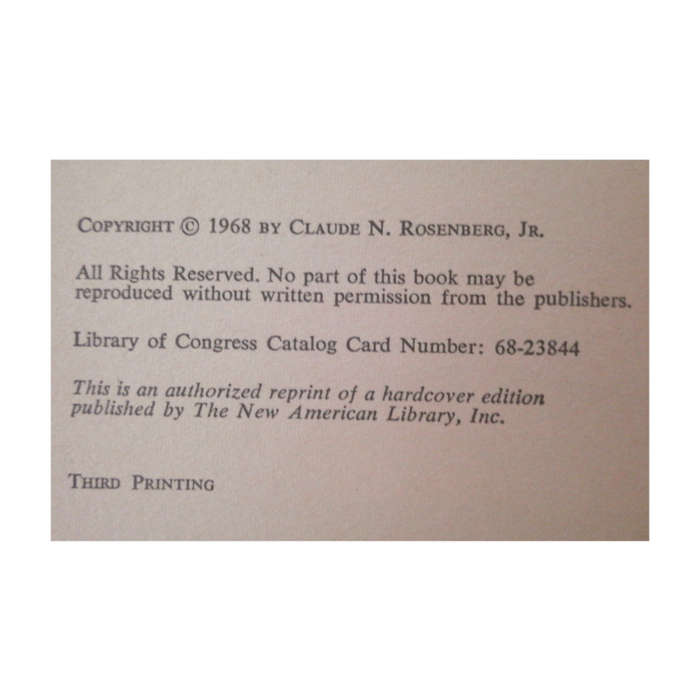 COPYRIGHT © 1968 BY CLAUDE N. ROSENBERG, JR.
All Rights Reserved. No part of this book may be
reproduced without written permission from the publishers.
Library of Congress Catalog Card Number: 68-23844
This is an authorized reprint of a hardcover edition
published by The New American Library, Inc.
THIRD PRINTING